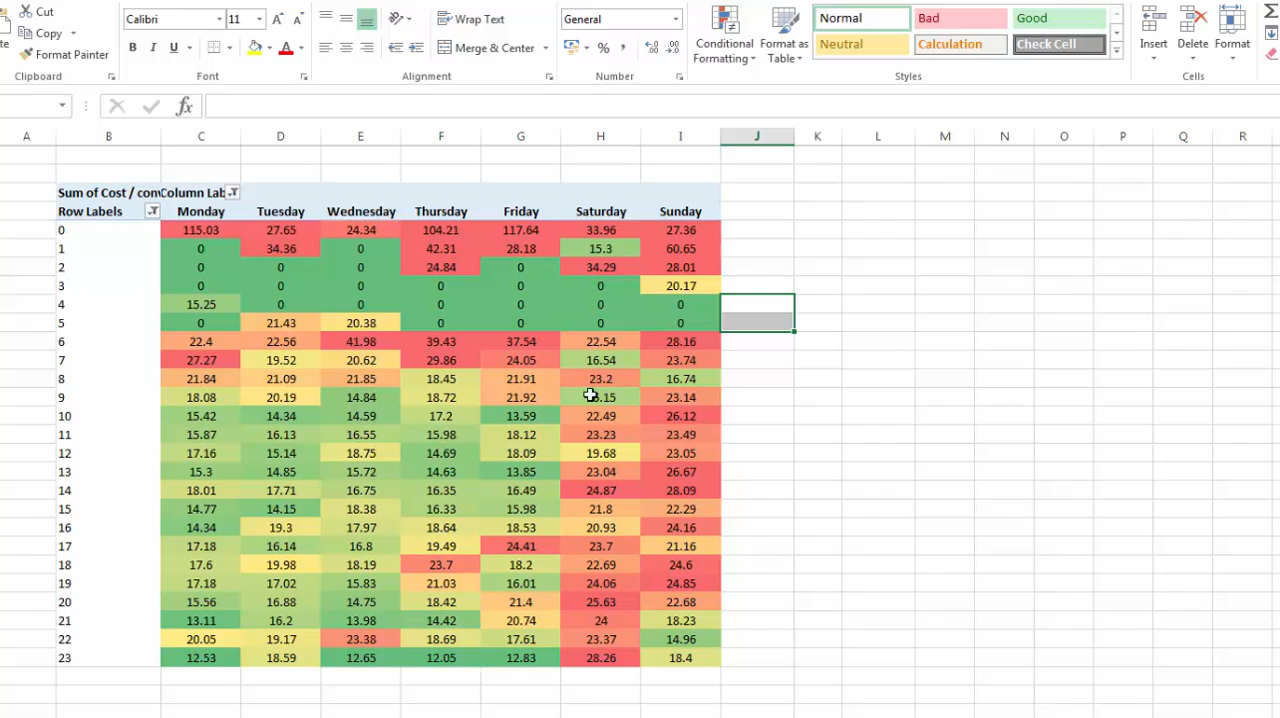 Cut
Calibri 11 A A
Wrap Text
General
Normal Bad Good
Copy
Format Painter
B I U A
Merge & Center
% ,
Conditional Formatting
Format as Table
Neutral Calculation Check Cell
Insert Delete Format
Clipboard Font Alignment Number Styles Cells
fx
A B C D E F G H I J K L M N O P Q R
Sum of Cost / con Column Lab
Row Labels Monday Tuesday Wednesday Thursday Friday Saturday Sunday
0 115.03 27.65 24.34 104.21 117.64 33.96 27.36
1 0 34.36 0 42.31 28.18 15.3 60.65
2 0 0 0 24.84 0 34.29 28.01
3 0 0 0 0 0 0 20.17
4 15.25 0 0 0 0 0 0
5 0 21.43 20.38 0 0 0 0
6 22.4 22.56 41.98 39.43 37.54 22.54 28.16
7 27.27 19.52 20.62 29.86 24.05 16.54 23.74
8 21.84 21.09 21.85 18.45 21.91 23.2 16.74
9 18.08 20.19 14.84 18.72 21.92 .15 23.14
10 15.42 14.34 14.59 17.2 13.59 22.49 26.12
11 15.87 16.13 16.55 15.98 18.12 23.23 23.49
12 17.16 15.14 18.75 14.69 18.09 19.68 23.05
13 15.3 14.85 15.72 14.63 13.85 23.04 26.67
14 18.01 17.71 16.75 16.35 16.49 24.87 28.09
15 14.77 14.15 18.38 16.33 15.98 21.8 22.29
16 14.34 19.3 17.97 18.64 18.53 20.93 24.16
17 17.18 16.14 16.8 19.49 24.41 23.7 21.16
18 17.6 19.98 18.19 23.7 18.2 22.69 24.6
19 17.18 17.02 15.83 21.03 16.01 24.06 24.85
20 15.56 16.88 14.75 18.42 21.4 25.63 22.68
21 13.11 16.2 13.98 14.42 20.74 24 18.23
22 20.05 19.17 23.38 18.69 17.61 23.37 14.96
23 12.53 18.59 12.65 12.05 12.83 28.26 18.4